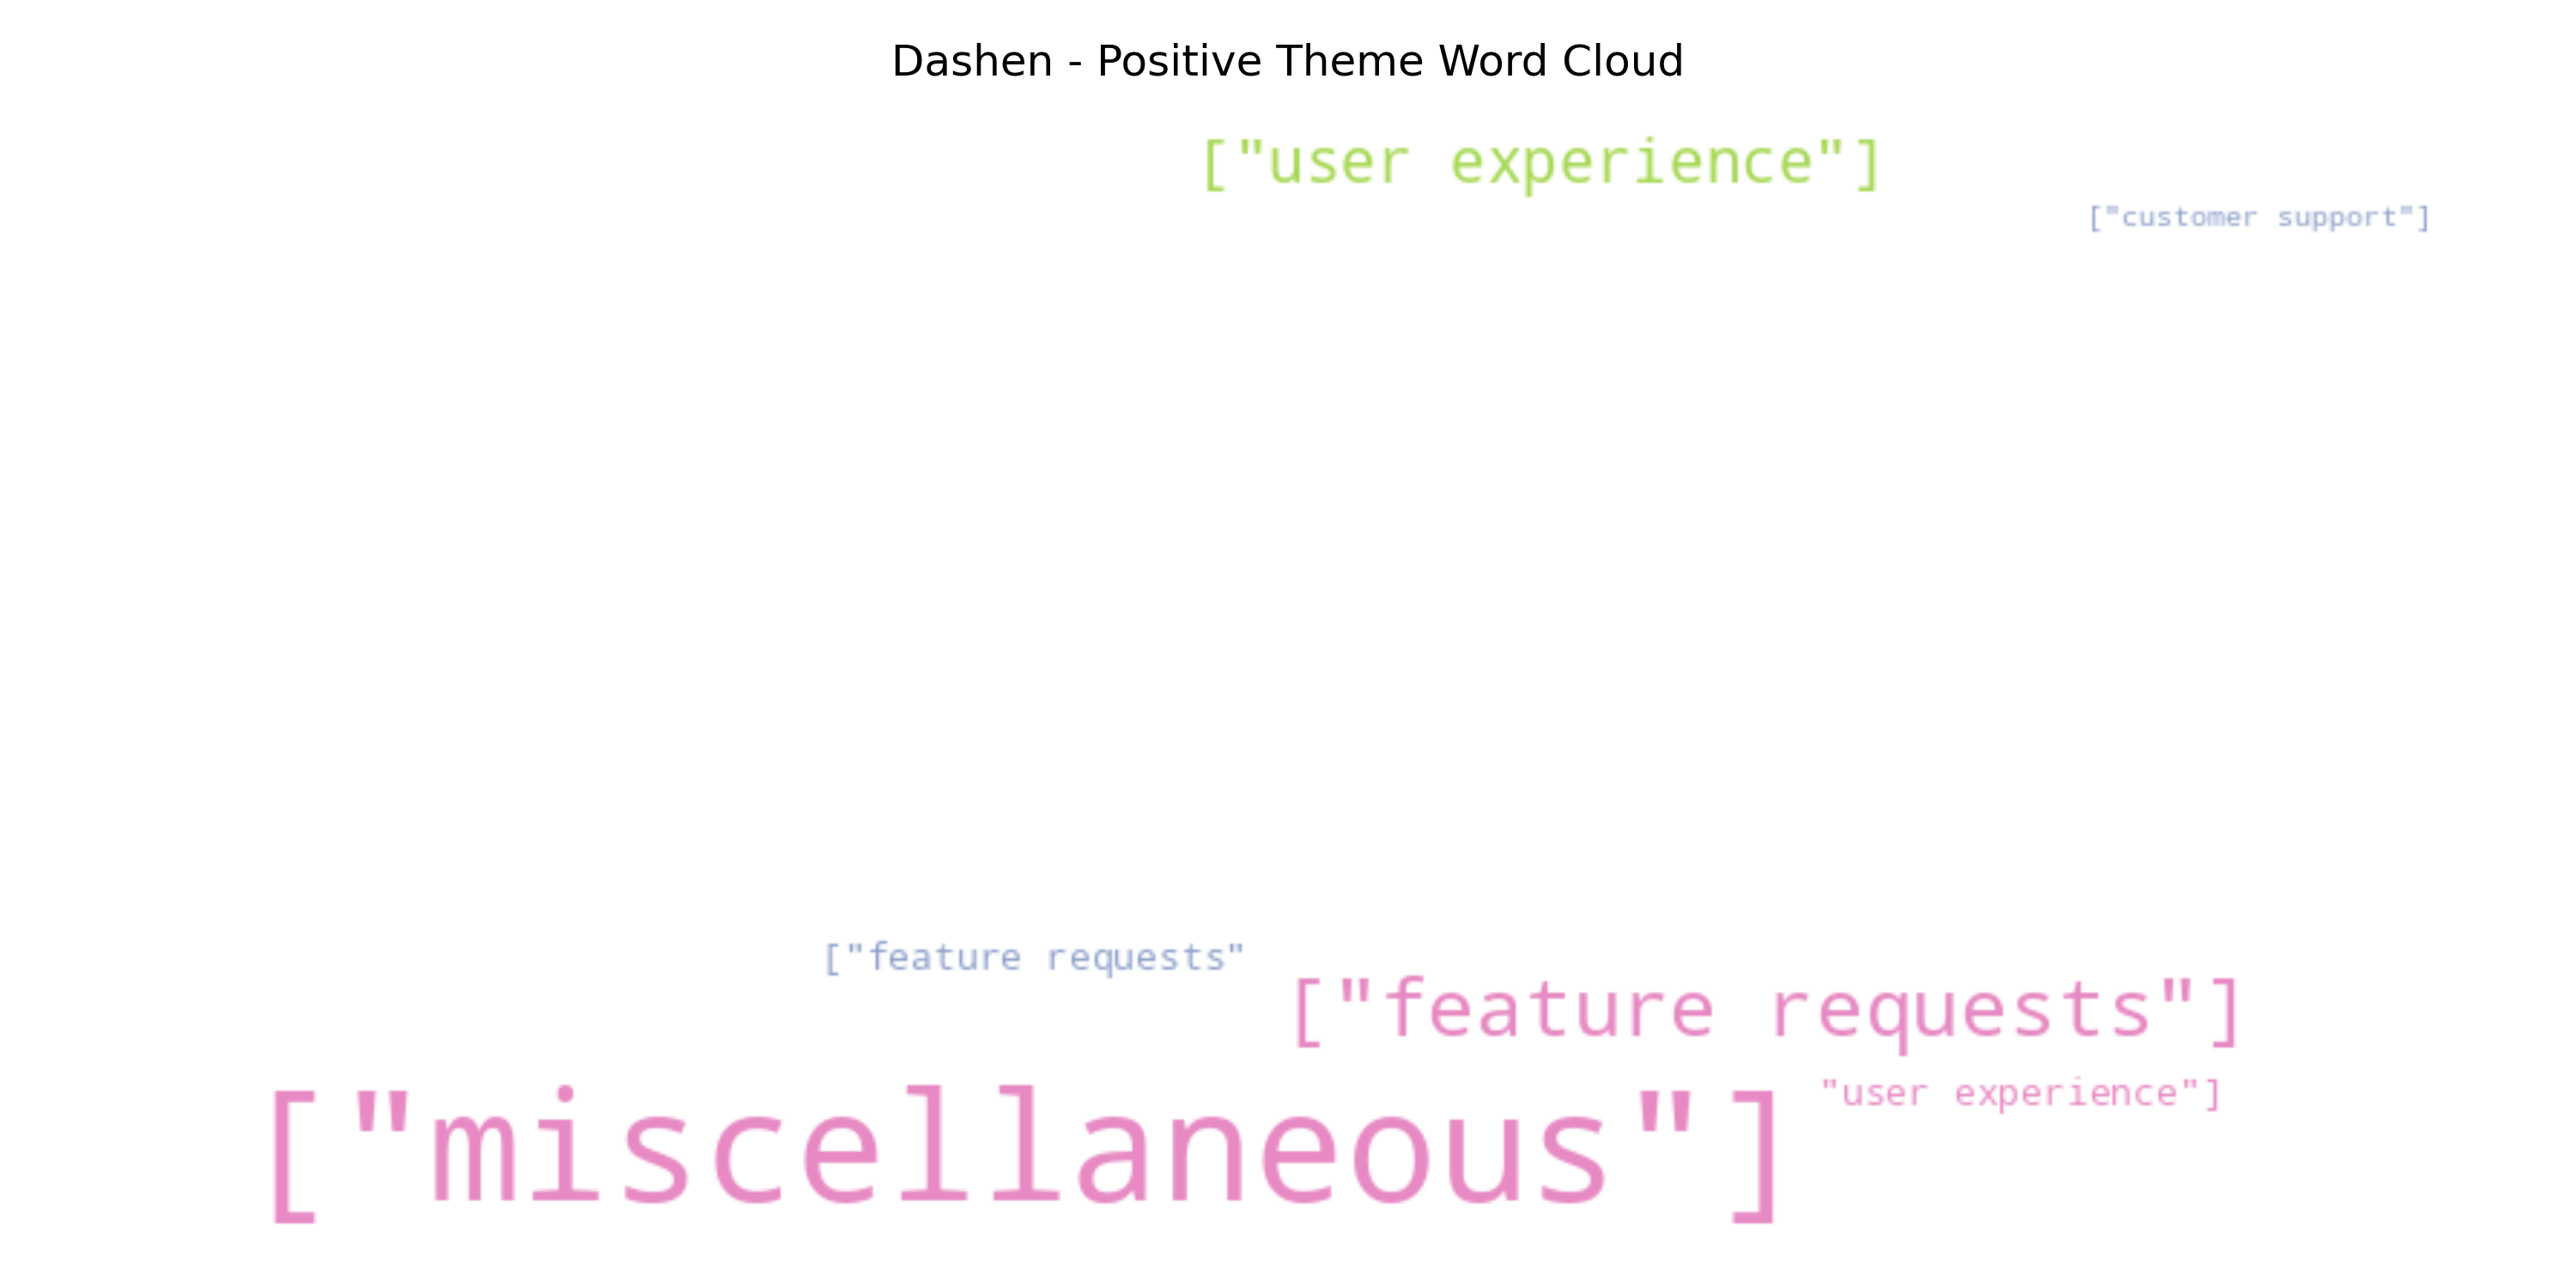 Dashen - Positive Theme Word Cloud
["user experience"]
["customer support"]
["feature requests"
["feature requests"]
"user experience"]
["miscellaneous"]